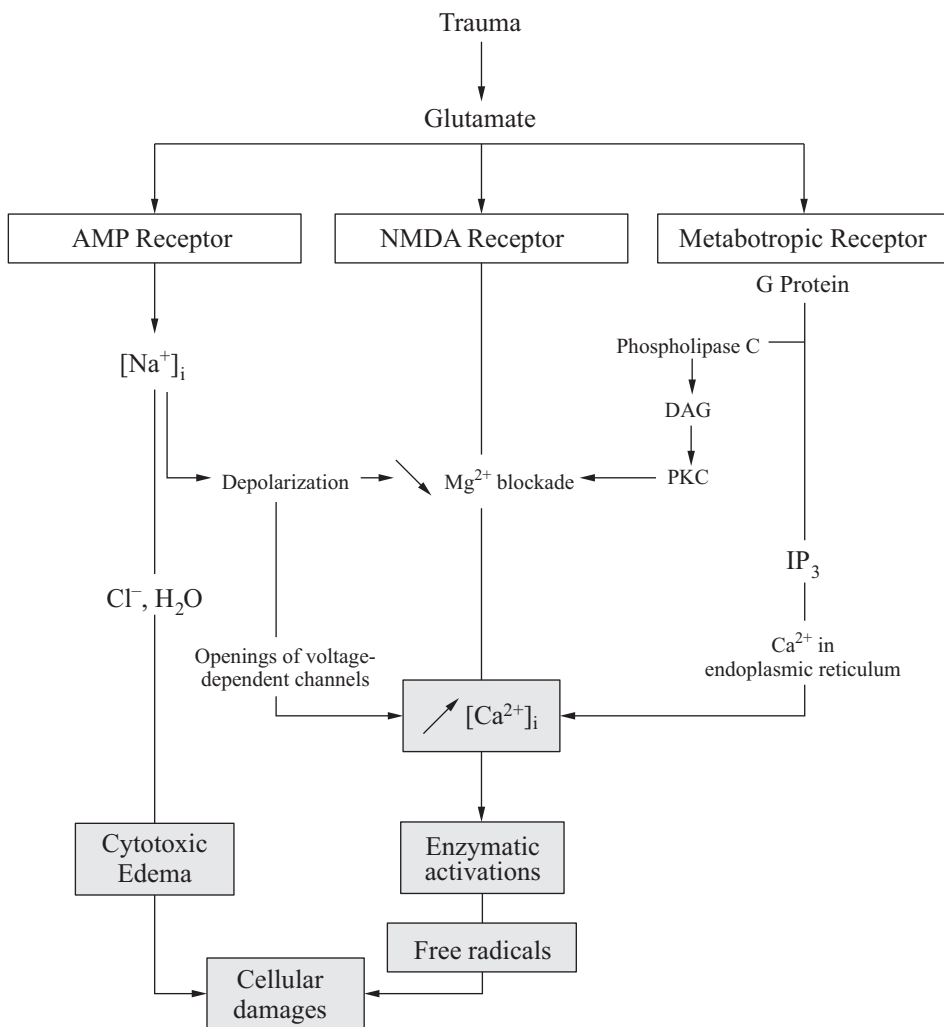 Trauma
Glutamate
AMP Receptor
NMDA Receptor
Metabotropic Receptor
G Protein
Phospholipase C
[Na⁺]ᵢ
DAG
Depolarization
Mg²⁺ blockade
PKC
IP₃
Cl⁻, H₂O
Openings of voltage-
dependent channels
Ca²⁺ in
endoplasmic reticulum
[Ca²⁺]ᵢ
Cytotoxic
Edema
Enzymatic
activations
Free radicals
Cellular
damages